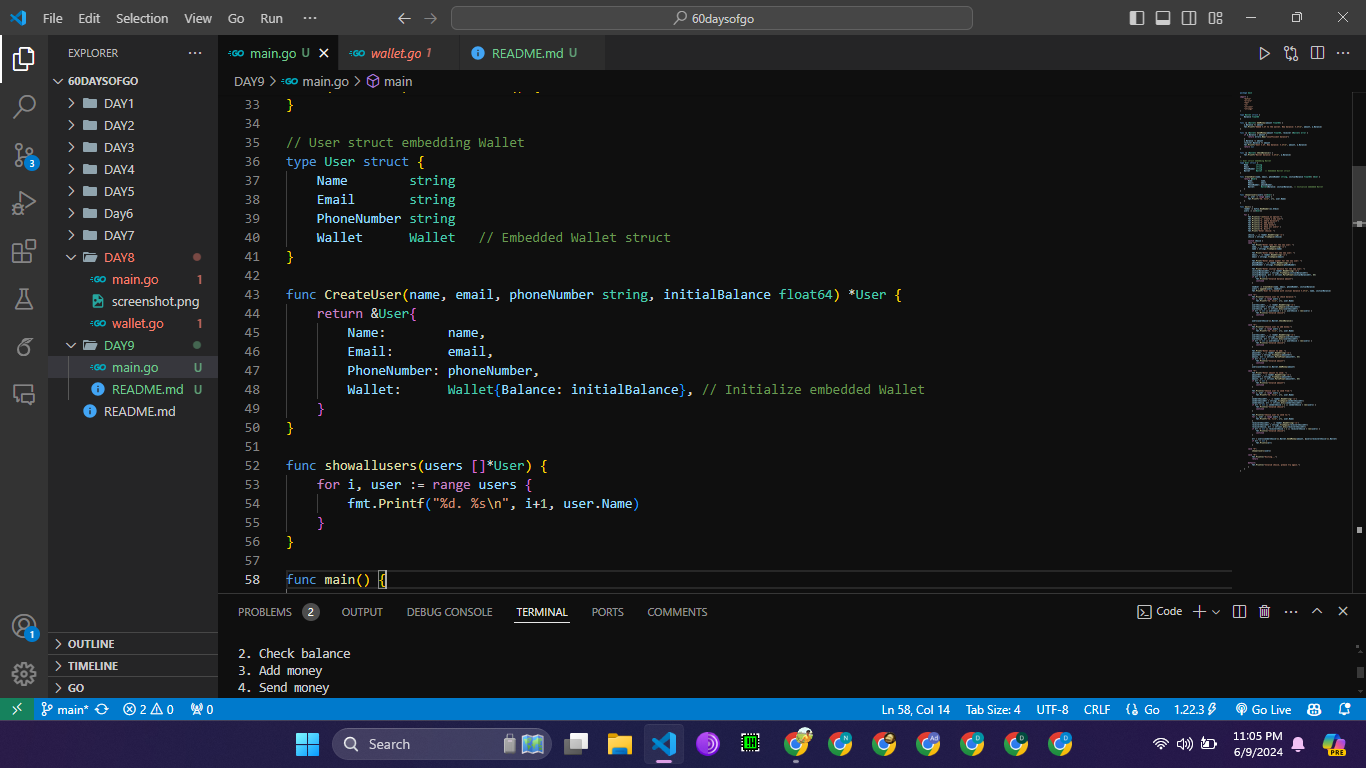 File Edit Selection View Go Run ··· 60daysofgo
EXPLORER ···
60DAYSOFGO
DAY1
DAY2
DAY3
DAY4
DAY5
Day6
DAY7
DAY8
main.go 1
screenshot.png
wallet.go 1
DAY9
main.go U
README.md U
README.md
OUTLINE
TIMELINE
GO
3
1
main.go U wallet.go 1 README.md U
DAY9 > main.go > main
33 }
34
35 // User struct embedding Wallet
36 type User struct {
37 Name string
38 Email string
39 PhoneNumber string
40 Wallet Wallet // Embedded Wallet struct
41 }
42
43 func CreateUser(name, email, phoneNumber string, initialBalance float64) *User {
44 return &User{
45 Name: name,
46 Email: email,
47 PhoneNumber: phoneNumber,
48 Wallet: Wallet{Balance: initialBalance}, // Initialize embedded Wallet
49 }
50 }
51
52 func showallusers(users []*User) {
53 for i, user := range users {
54 fmt.Printf("%d. %s\n", i+1, user.Name)
55 }
56 }
57
58 func main() {
PROBLEMS 2 OUTPUT DEBUG CONSOLE TERMINAL PORTS COMMENTS Code
2. Check balance
3. Add money
4. Send money
main* 2 0 0 Ln 58, Col 14 Tab Size: 4 UTF-8 CRLF Go 1.22.3 Go Live
Search
11:05 PM
6/9/2024
PRE